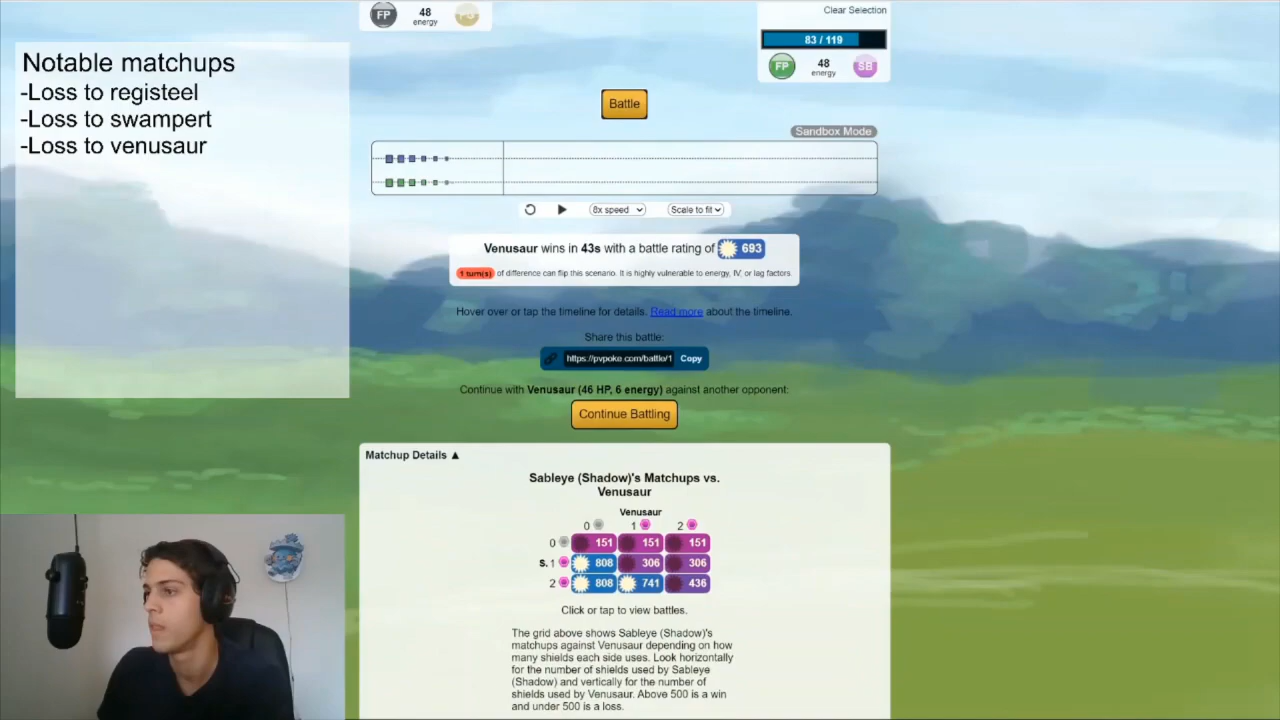 FP 48 energy PS
Clear Selection
83 / 119
FP 48 energy SB
Notable matchups
-Loss to registeel
-Loss to swampert
-Loss to venusaur
Battle
Sandbox Mode
8x speed
Scale to fit
Venusaur wins in 43s with a battle rating of 693
1 turn(s) of difference can flip this scenario. It is highly vulnerable to energy, IV, or lag factors.
Hover over or tap the timeline for details. Read more about the timeline.
Share this battle:
https://pvpoke.com/battle/1 Copy
Continue with Venusaur (46 HP, 6 energy) against another opponent:
Continue Battling
Matchup Details ▲
Sableye (Shadow)'s Matchups vs.
Venusaur
Venusaur
0 1 2
0 151 151 151
S. 1 808 306 306
2 808 741 436
Click or tap to view battles.
The grid above shows Sableye (Shadow)'s
matchups against Venusaur depending on how
many shields each side uses. Look horizontally
for the number of shields used by Sableye
(Shadow) and vertically for the number of
shields used by Venusaur. Above 500 is a win
and under 500 is a loss.